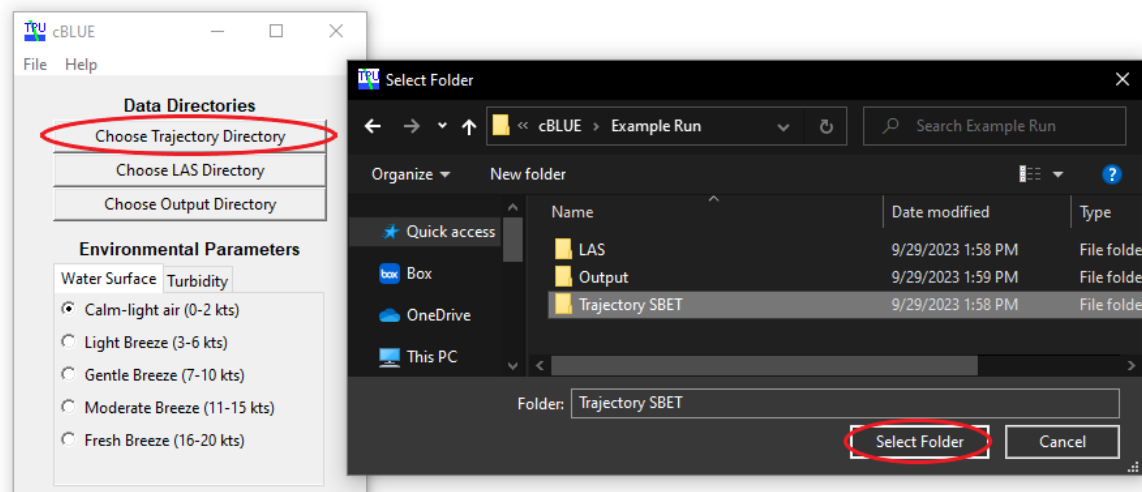 TPU cBLUE
File Help
Data Directories
Choose Trajectory Directory
Choose LAS Directory
Choose Output Directory
Environmental Parameters
Water Surface Turbidity
Calm-light air (0-2 kts)
Light Breeze (3-6 kts)
Gentle Breeze (7-10 kts)
Moderate Breeze (11-15 kts)
Fresh Breeze (16-20 kts)
TPU Select Folder
« cBLUE > Example Run
Search Example Run
Organize New folder
?
Name Date modified Type
Quick access
box Box
OneDrive
This PC
LAS 9/29/2023 1:58 PM File folde
Output 9/29/2023 1:59 PM File folde
Trajectory SBET 9/29/2023 1:58 PM File folde
Folder: Trajectory SBET
Select Folder Cancel